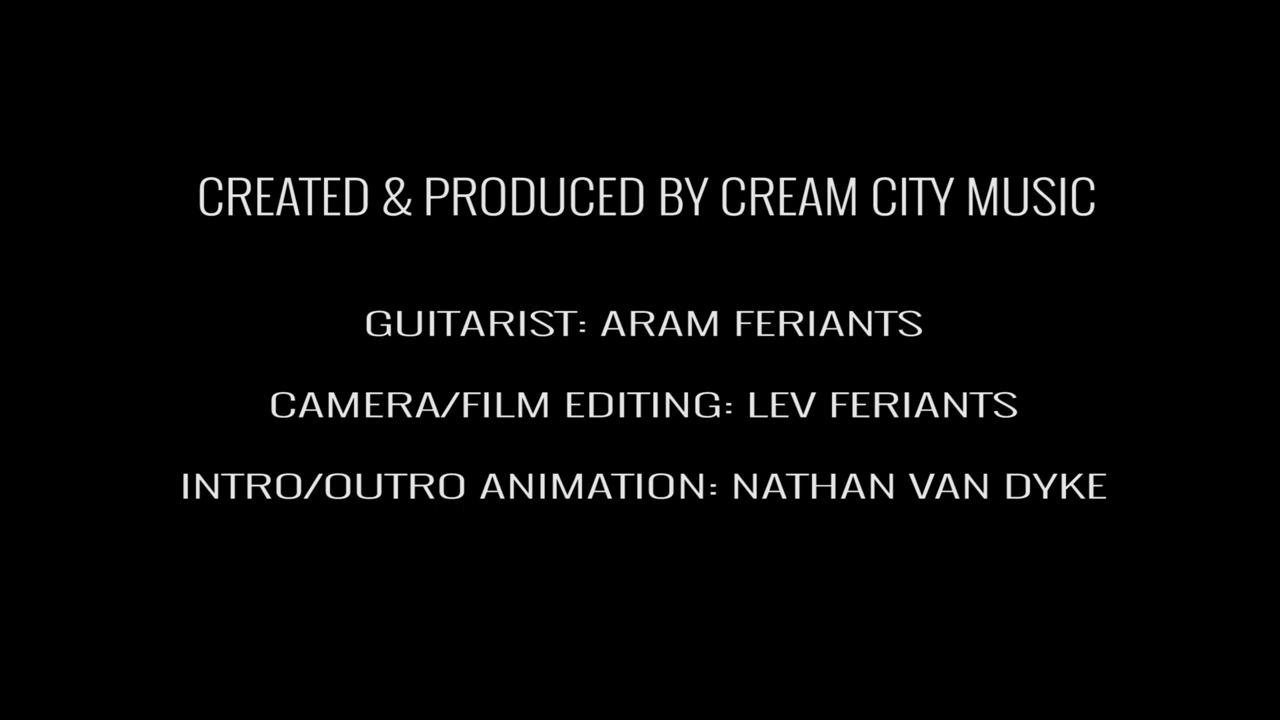 CREATED & PRODUCED BY CREAM CITY MUSIC
GUITARIST: ARAM FERIANTS
CAMERA/FILM EDITING: LEV FERIANTS
INTRO/OUTRO ANIMATION: NATHAN VAN DYKE